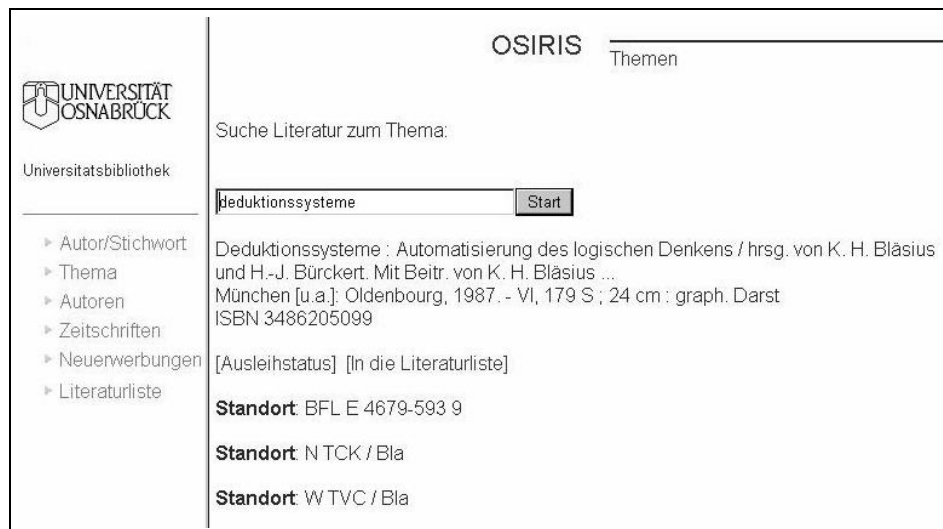 OSIRIS
Themen
UNIVERSITÄT
OSNABRÜCK
Universitatsbibliothek
Autor/Stichwort
Thema
Autoren
Zeitschriften
Neuerwerbungen
Literaturliste
Suche Literatur zum Thema:
deduktionssysteme
Start
Deduktionssysteme : Automatisierung des logischen Denkens / hrsg. von K. H. Bläsius
und H.-J. Bürckert. Mit Beitr. von K. H. Bläsius ...
München [u.a.]: Oldenbourg, 1987. - VI, 179 S ; 24 cm : graph. Darst
ISBN 3486205099
[Ausleihstatus] [In die Literaturliste]
Standort: BFL E 4679-593 9
Standort: N TCK / Bla
Standort: W TVC / Bla